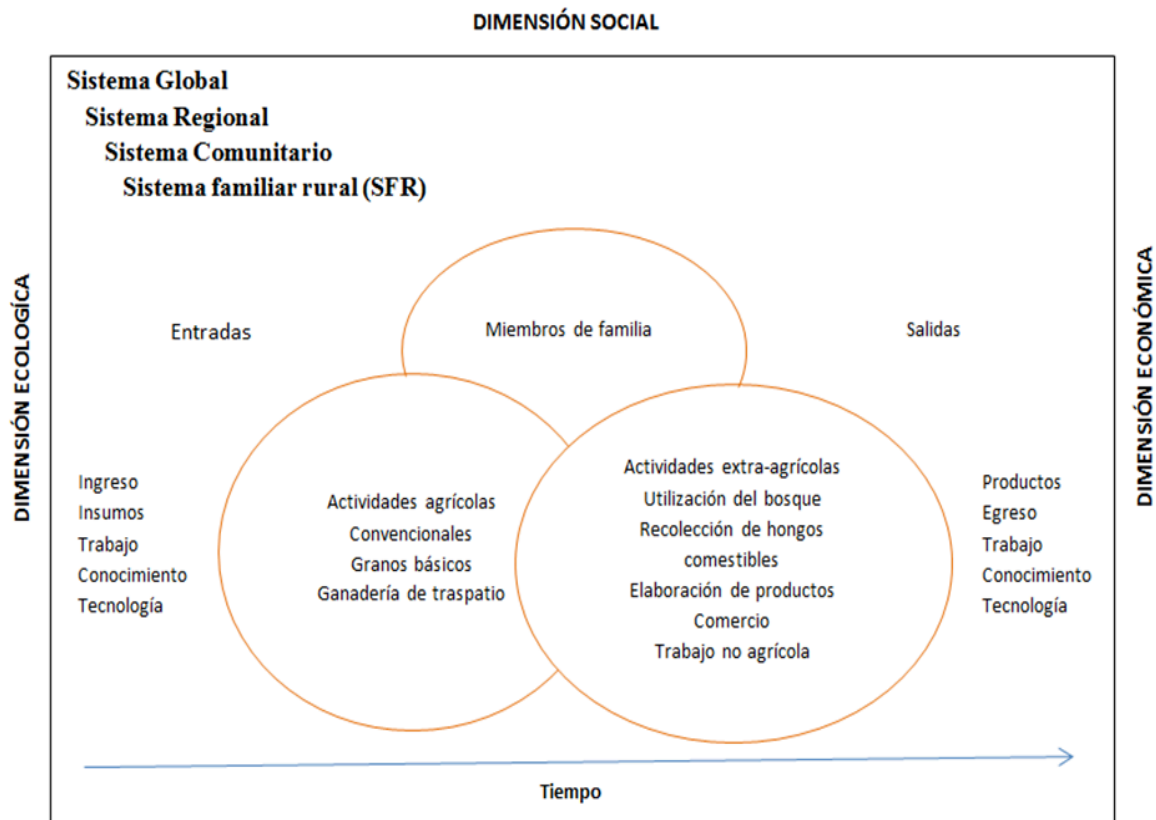 DIMENSIÓN SOCIAL
Sistema Global
Sistema Regional
Sistema Comunitario
Sistema familiar rural (SFR)
DIMENSIÓN ECOLOGÍCA
DIMENSIÓN ECONÓMICA
Entradas
Miembros de familia
Salidas
Ingreso
Insumos
Trabajo
Conocimiento
Tecnología
Actividades agrícolas
Convencionales
Granos básicos
Ganadería de traspatio
Actividades extra-agrícolas
Utilización del bosque
Recolección de hongos
comestibles
Elaboración de productos
Comercio
Trabajo no agrícola
Productos
Egreso
Trabajo
Conocimiento
Tecnología
Tiempo